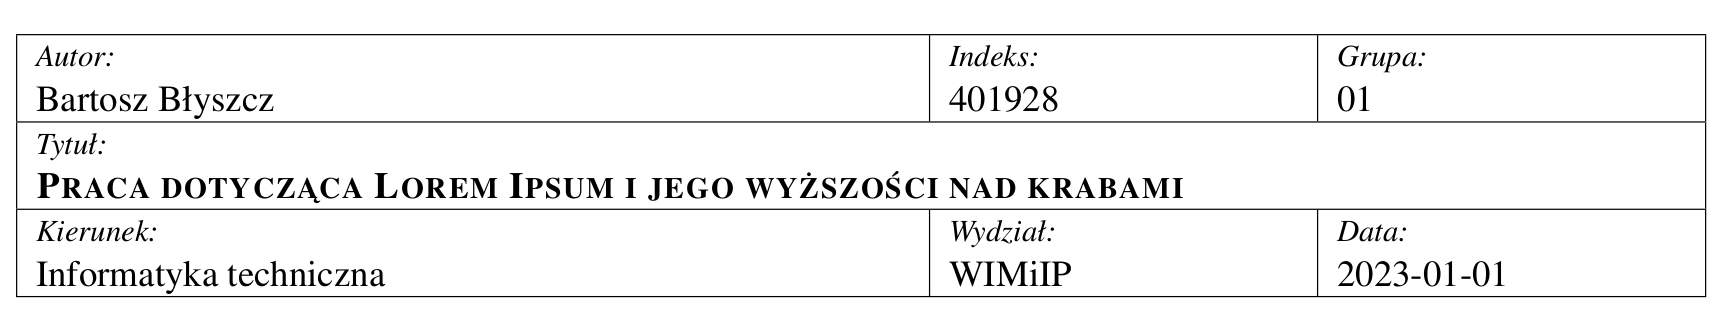 Autor: Indeks: Grupa:
Bartosz Błyszcz 401928 01
Tytuł:
Praca dotycząca Lorem Ipsum i jego wyższości nad krabami
Kierunek: Wydział: Data:
Informatyka techniczna WIMiIP 2023-01-01